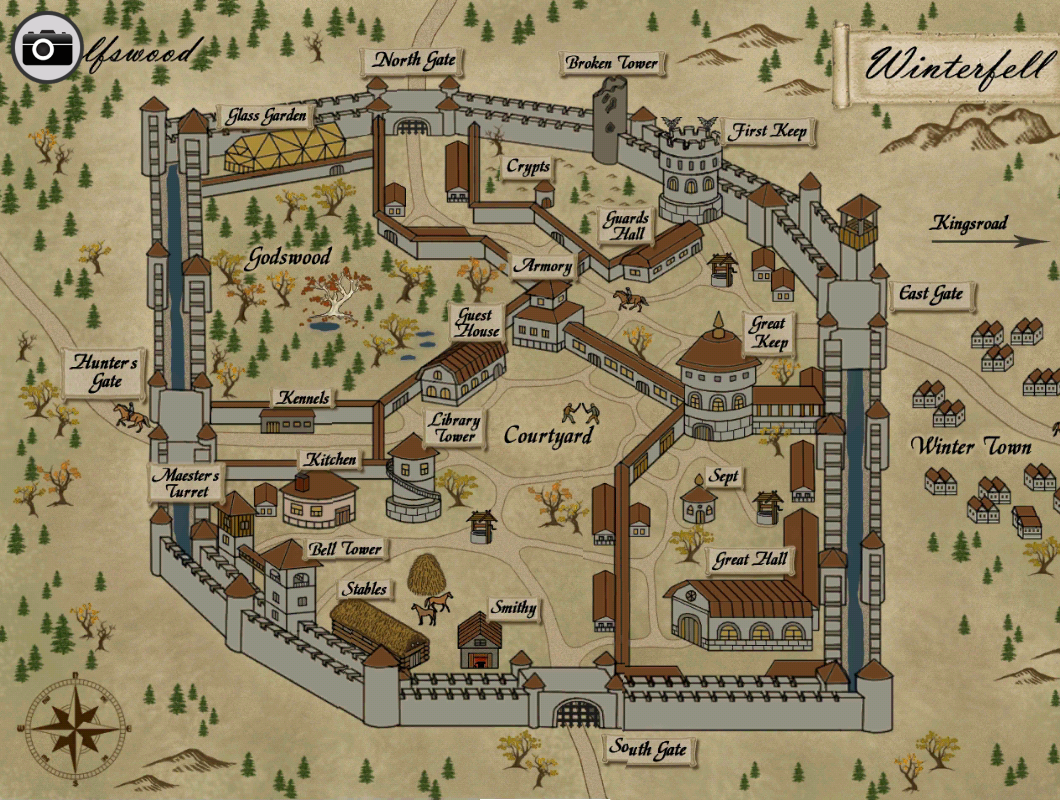 lfswood
North Gate
Broken Tower
Winterfell
Glass Garden
First Keep
Crypts
Guards
Hall
Kingsroad
Godswood
Armory
East Gate
Guest
House
Great
Keep
Hunter's
Gate
Kennels
Library
Tower
Courtyard
Winter Town
Kitchen
Maester's
Turret
Sept
Bell Tower
Great Hall
Stables
Smithy
South Gate